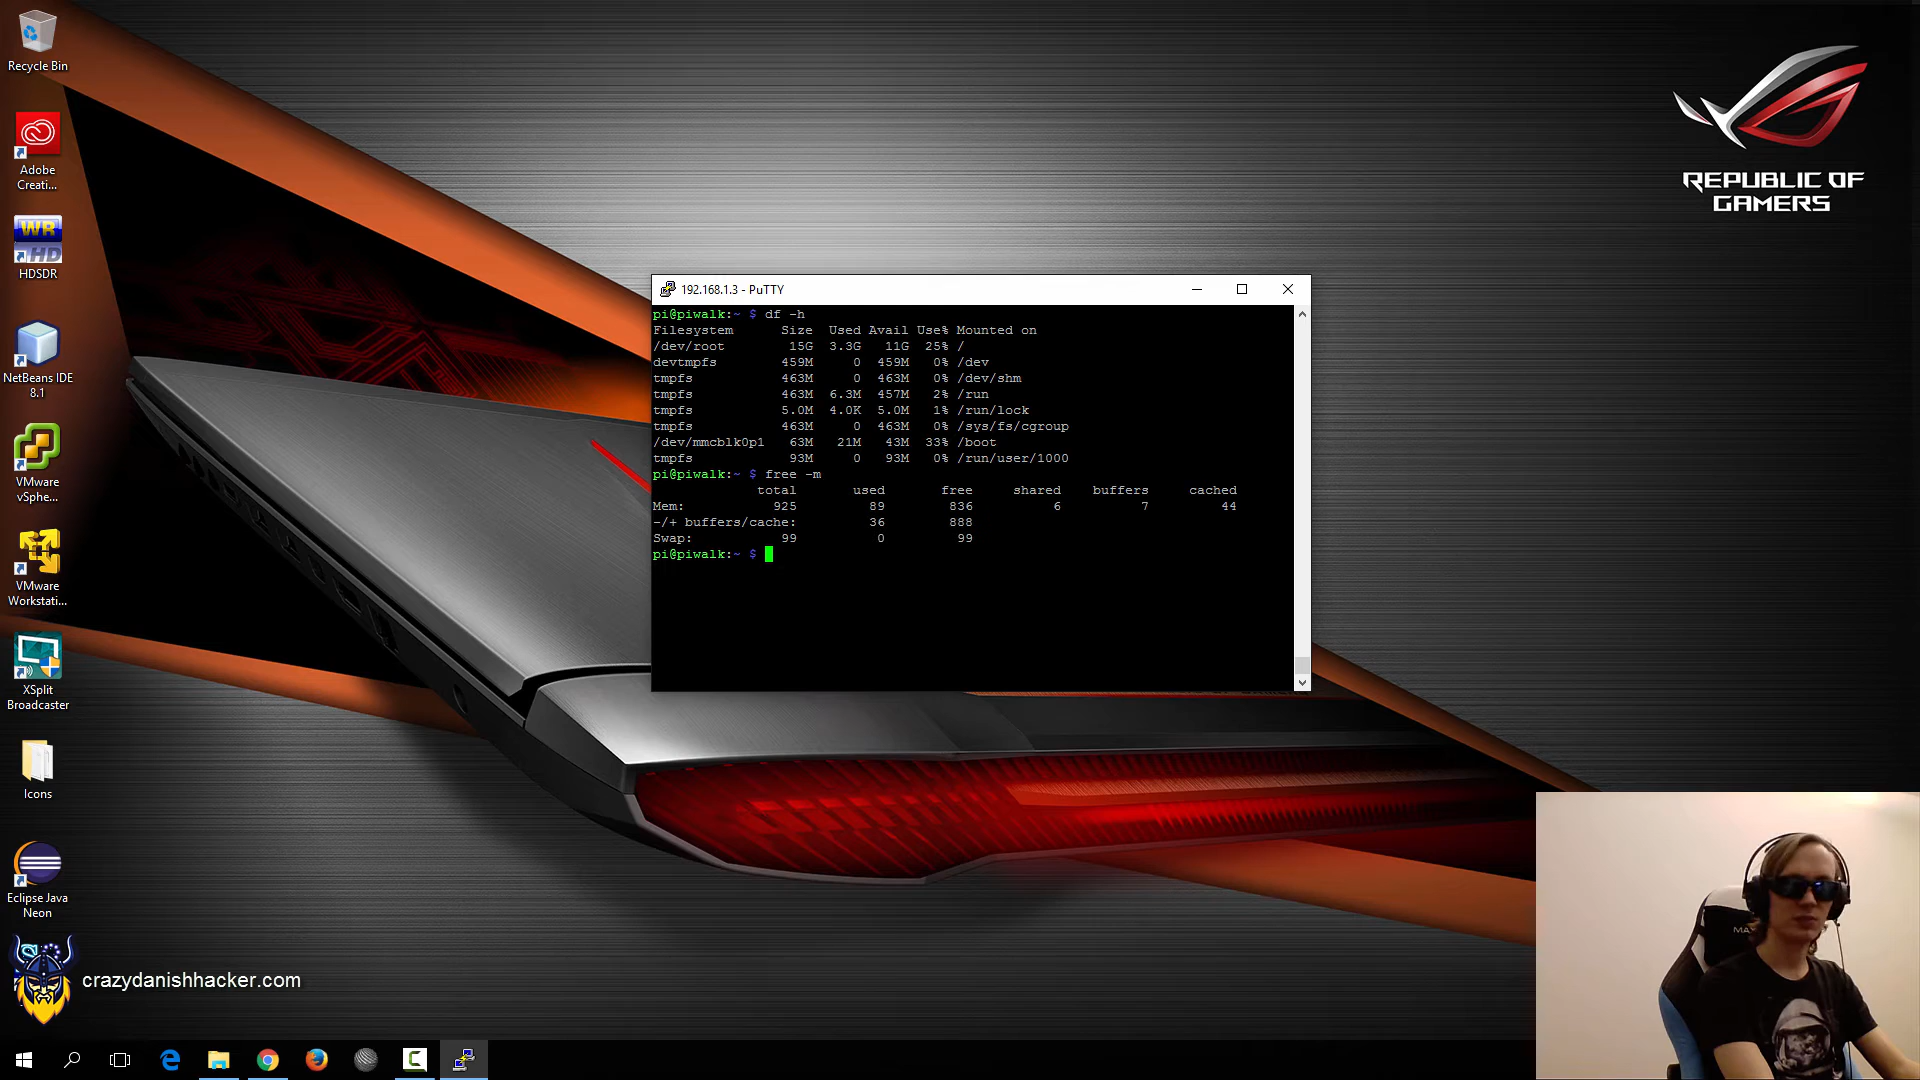 Recycle Bin
Adobe
Creati...
WR
HD
HDSDR
NetBeans IDE
8.1
VMware
vSphe...
VMware
Workstati...
XSplit
Broadcaster
Icons
Eclipse Java
Neon
crazydanishhacker.com
REPUBLIC OF
GAMERS
192.168.1.3 - PuTTY
pi@piwalk:~ $ df -h
Filesystem Size Used Avail Use% Mounted on
/dev/root 15G 3.3G 11G 25% /
devtmpfs 459M 0 459M 0% /dev
tmpfs 463M 0 463M 0% /dev/shm
tmpfs 463M 6.3M 457M 2% /run
tmpfs 5.0M 4.0K 5.0M 1% /run/lock
tmpfs 463M 0 463M 0% /sys/fs/cgroup
/dev/mmcblk0p1 63M 21M 43M 33% /boot
tmpfs 93M 0 93M 0% /run/user/1000
pi@piwalk:~ $ free -m
total used free shared buffers cached
Mem: 925 89 836 6 7 44
-/+ buffers/cache: 36 888
Swap: 99 0 99
pi@piwalk:~ $